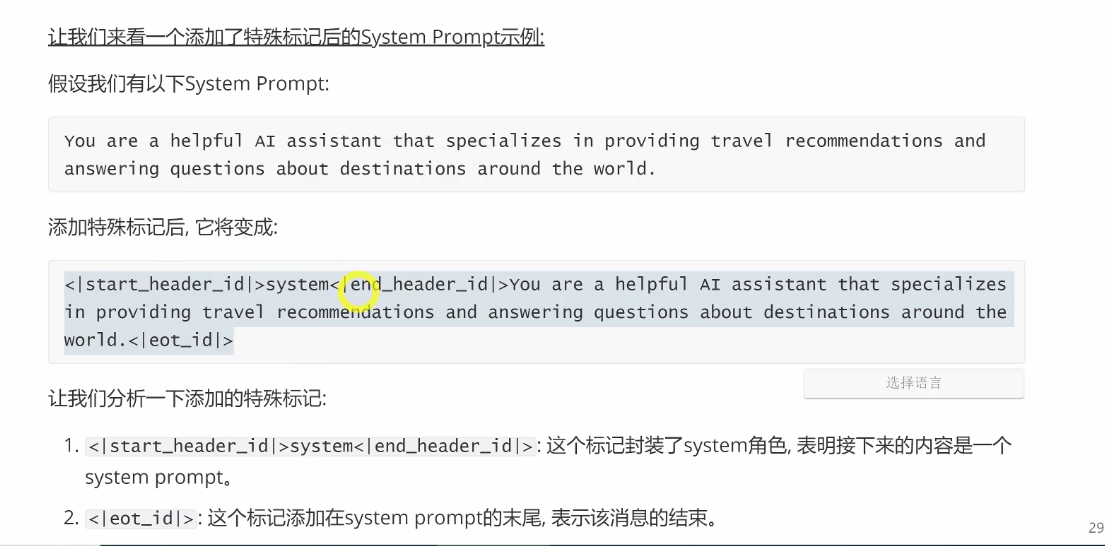 让我们来看一个添加了特殊标记后的System Prompt示例:
假设我们有以下System Prompt:
You are a helpful AI assistant that specializes in providing travel recommendations and
answering questions about destinations around the world.
添加特殊标记后, 它将变成:
<|start_header_id|>system<|end_header_id|>You are a helpful AI assistant that specializes
in providing travel recommendations and answering questions about destinations around the
world.<|eot_id|>
选择语言
让我们分析一下添加的特殊标记:
1. <|start_header_id|>system<|end_header_id|>: 这个标记封装了system角色, 表明接下来的内容是一个
system prompt。
2. <|eot_id|>: 这个标记添加在system prompt的末尾, 表示该消息的结束。
29